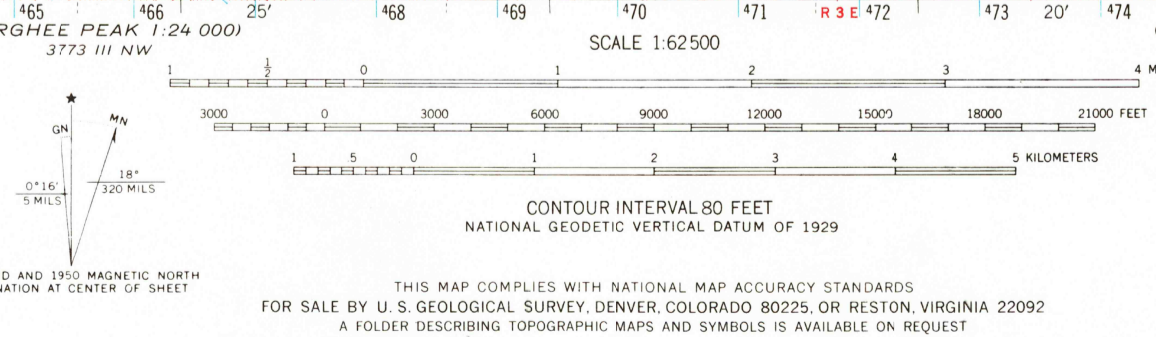 465 466 25′ 468 469 470 471 R 3 E 472 473 20′ 474
RGHEE PEAK 1:24 000)
3773 III NW
SCALE 1:62500
1 1/2 0 1 2 3 4 M
3000 0 3000 6000 9000 12000 15000 18000 21000 FEET
1 .5 0 1 2 3 4 5 KILOMETERS
★
GN MN
0°16′ 18°
5 MILS 320 MILS
CONTOUR INTERVAL 80 FEET
NATIONAL GEODETIC VERTICAL DATUM OF 1929
D AND 1950 MAGNETIC NORTH
NATION AT CENTER OF SHEET
THIS MAP COMPLIES WITH NATIONAL MAP ACCURACY STANDARDS
FOR SALE BY U. S. GEOLOGICAL SURVEY, DENVER, COLORADO 80225, OR RESTON, VIRGINIA 22092
A FOLDER DESCRIBING TOPOGRAPHIC MAPS AND SYMBOLS IS AVAILABLE ON REQUEST